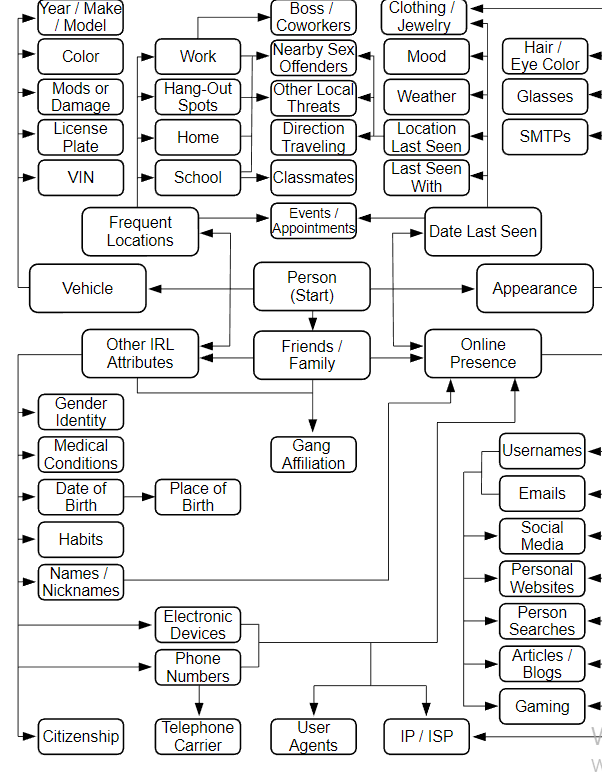 Year / Make
/ Model
Color
Mods or
Damage
License
Plate
VIN
Work
Hang-Out
Spots
Home
School
Boss /
Coworkers
Nearby Sex
Offenders
Other Local
Threats
Direction
Traveling
Classmates
Events /
Appointments
Clothing /
Jewelry
Mood
Weather
Location
Last Seen
Last Seen
With
Hair /
Eye Color
Glasses
SMTPs
Frequent
Locations
Date Last Seen
Vehicle
Person
(Start)
Appearance
Other IRL
Attributes
Friends /
Family
Online
Presence
Gender
Identity
Medical
Conditions
Date of
Birth
Place of
Birth
Habits
Names /
Nicknames
Gang
Affiliation
Usernames
Emails
Social
Media
Personal
Websites
Person
Searches
Articles /
Blogs
Gaming
Electronic
Devices
Phone
Numbers
Citizenship
Telephone
Carrier
User
Agents
IP / ISP